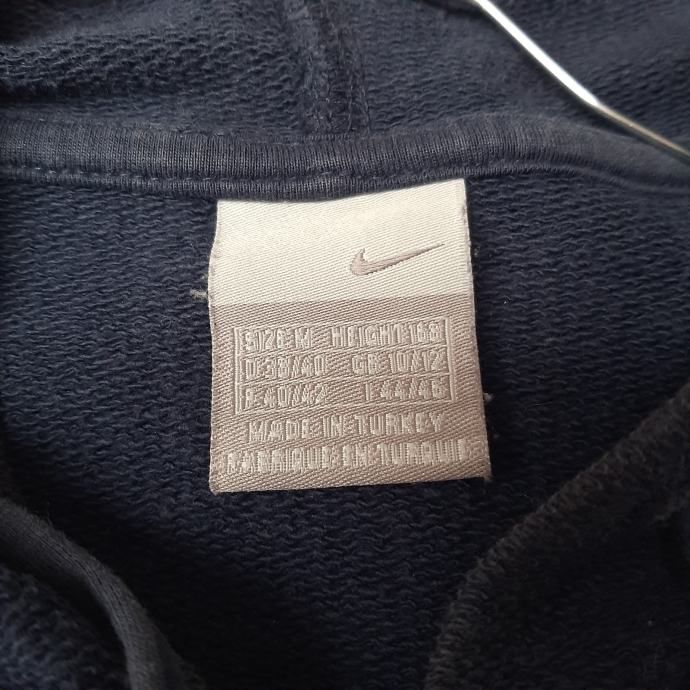 SIZE M HEIGHT 168
D 38/40 GB 10/12
F 40/42 I 44/46
MADE IN TURKEY
FABRIQUE EN TURQUIE